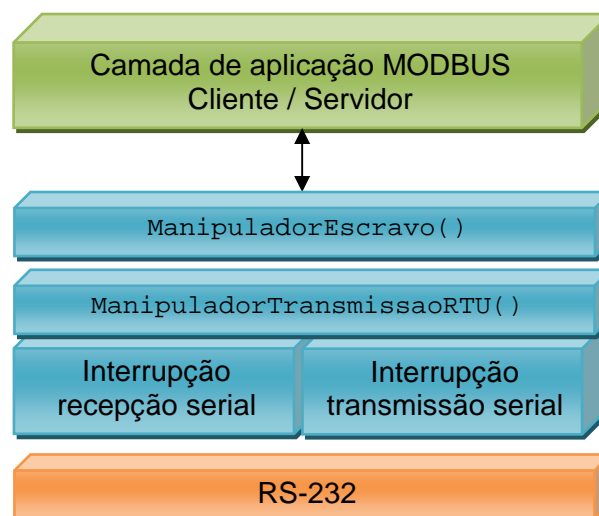 Camada de aplicação MODBUS
Cliente / Servidor
ManipuladorEscravo()
ManipuladorTransmissaoRTU()
Interrupção
recepção serial
Interrupção
transmissão serial
RS-232